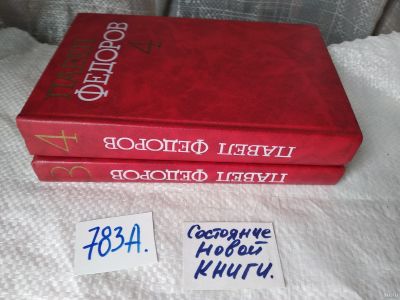 ПАВЕЛ
ФЕДОРОВ
4
4
ПАВЕЛ
ФЕДОРОВ
3
ПАВЕЛ
ФЕДОРОВ
783А.
Состояние
новой
КНИГИ.